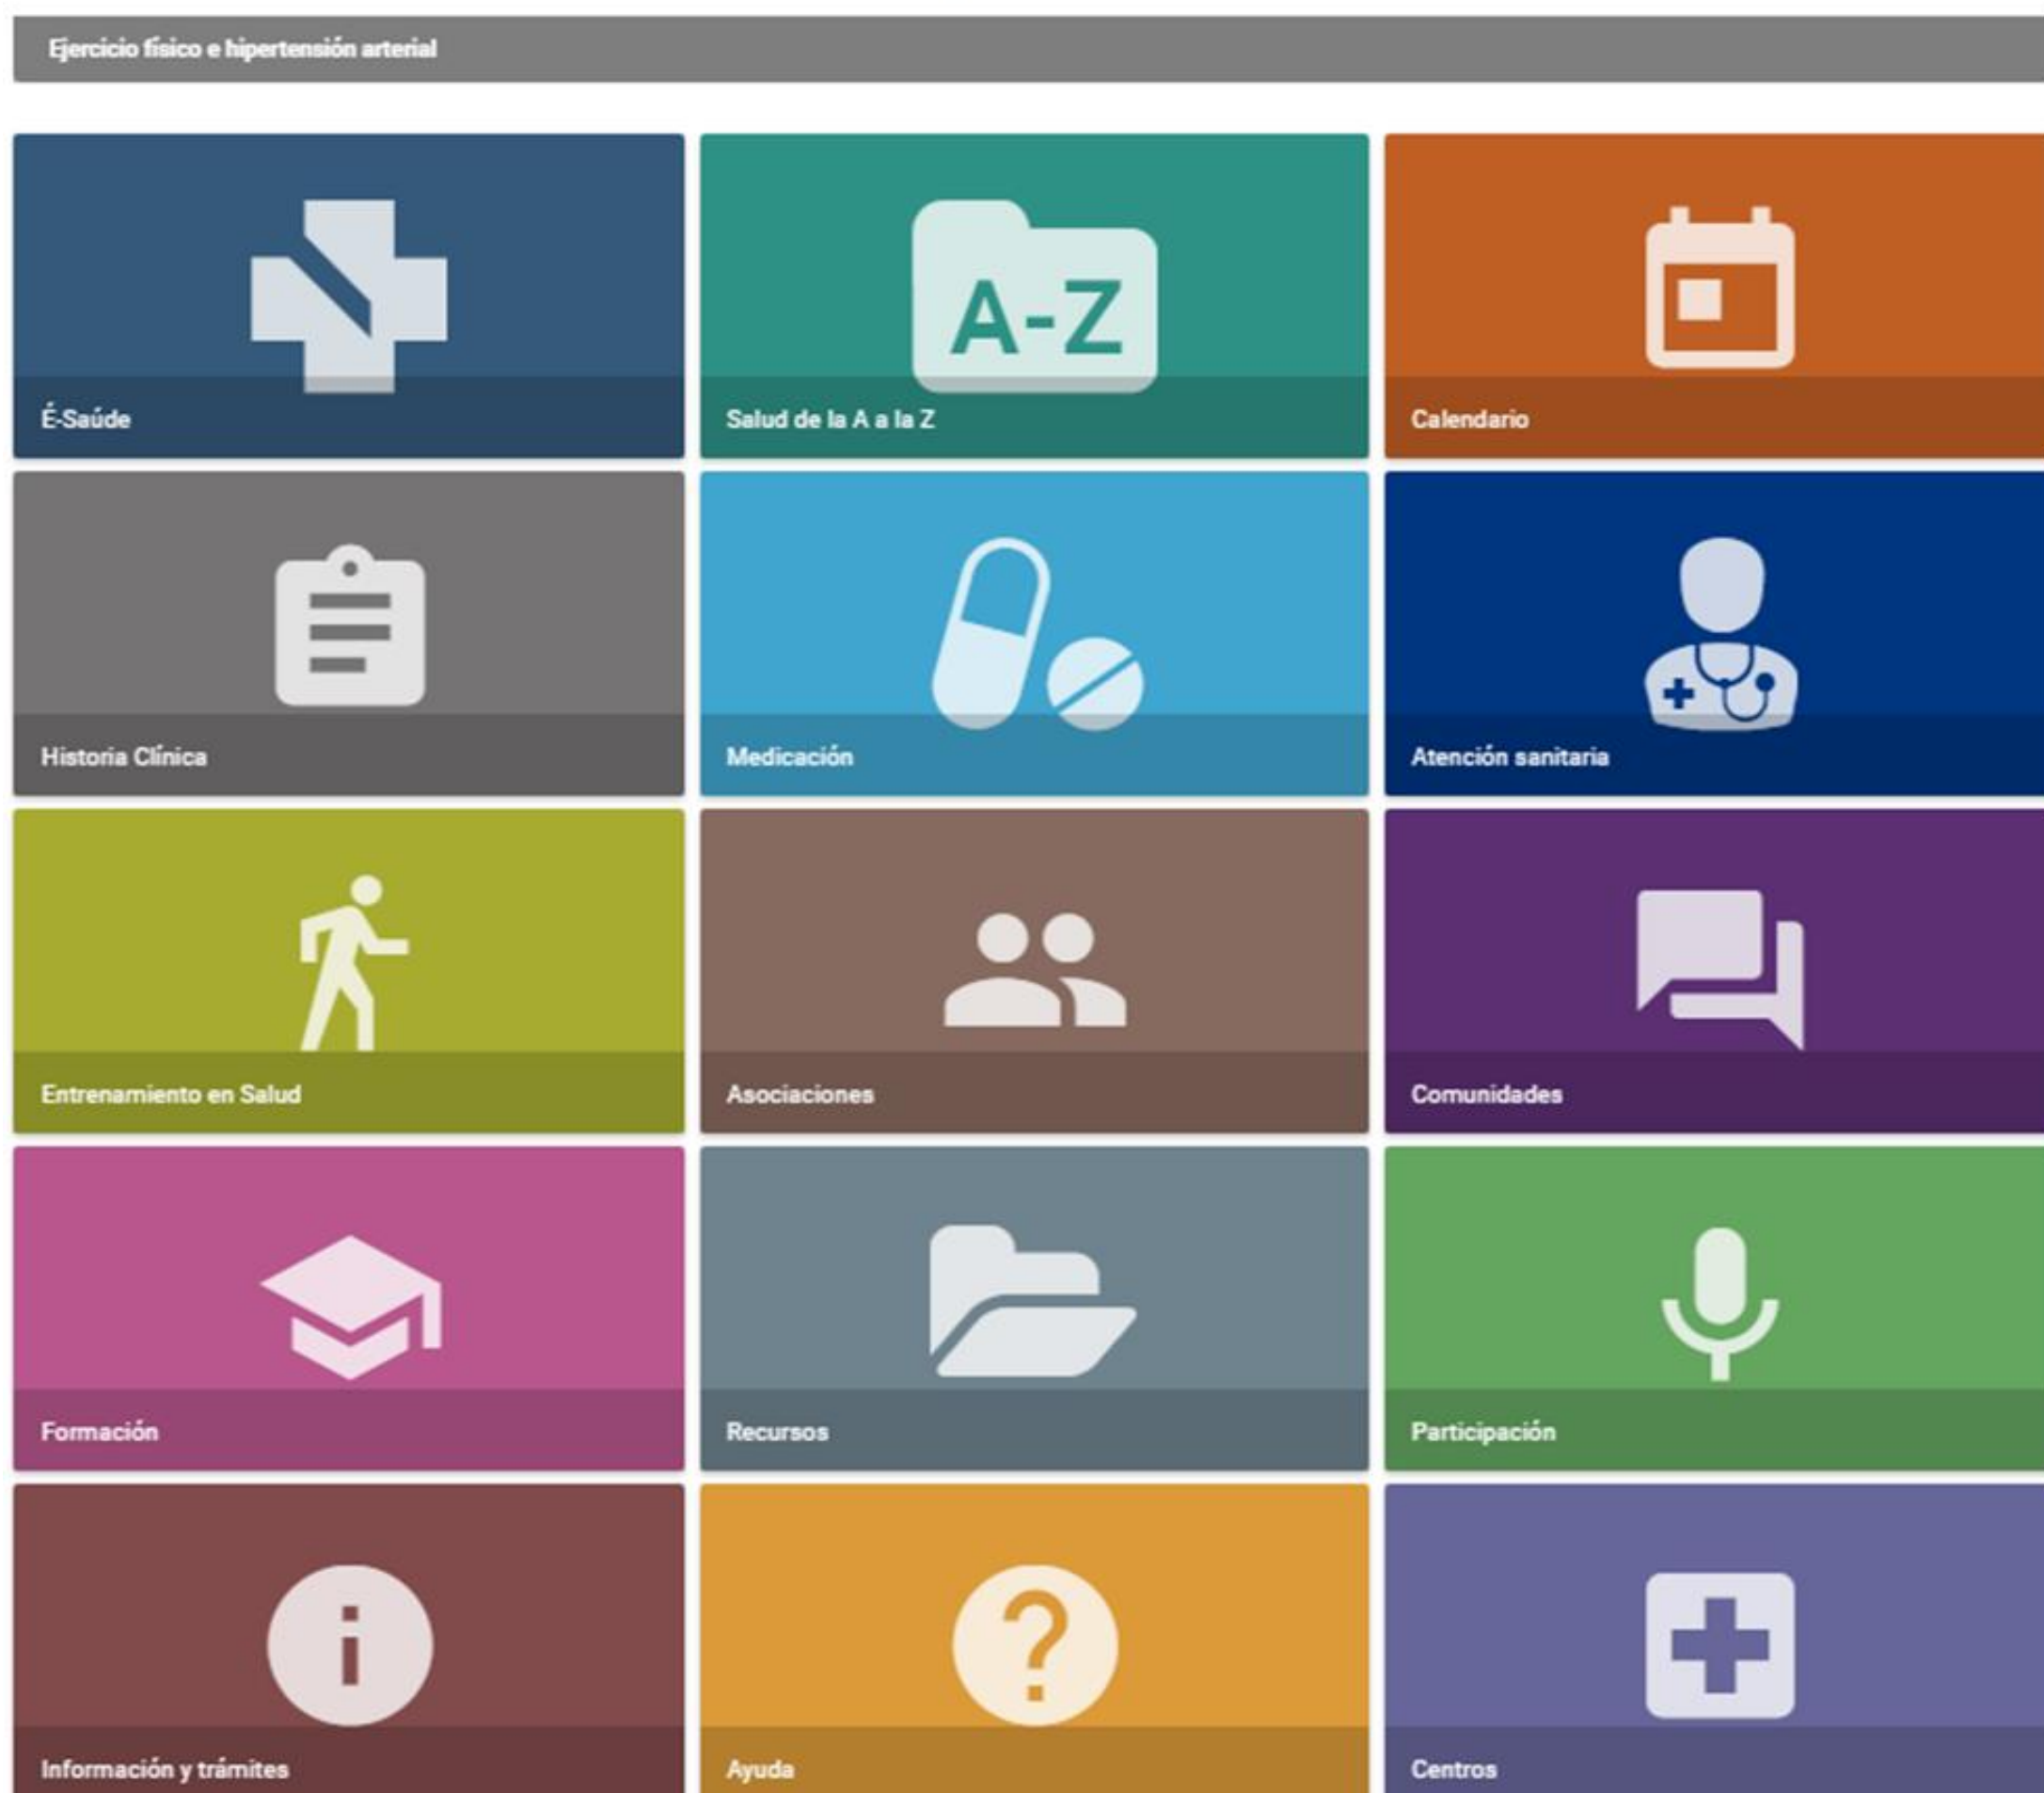 Ejercicio físico e hipertensión arterial
É-Saúde
A-Z
Salud de la A a la Z
Calendario
Historia Clínica
Medicación
Atención sanitaria
Entrenamiento en Salud
Asociaciones
Comunidades
Formación
Recursos
Participación
i
Información y trámites
?
Ayuda
Centros